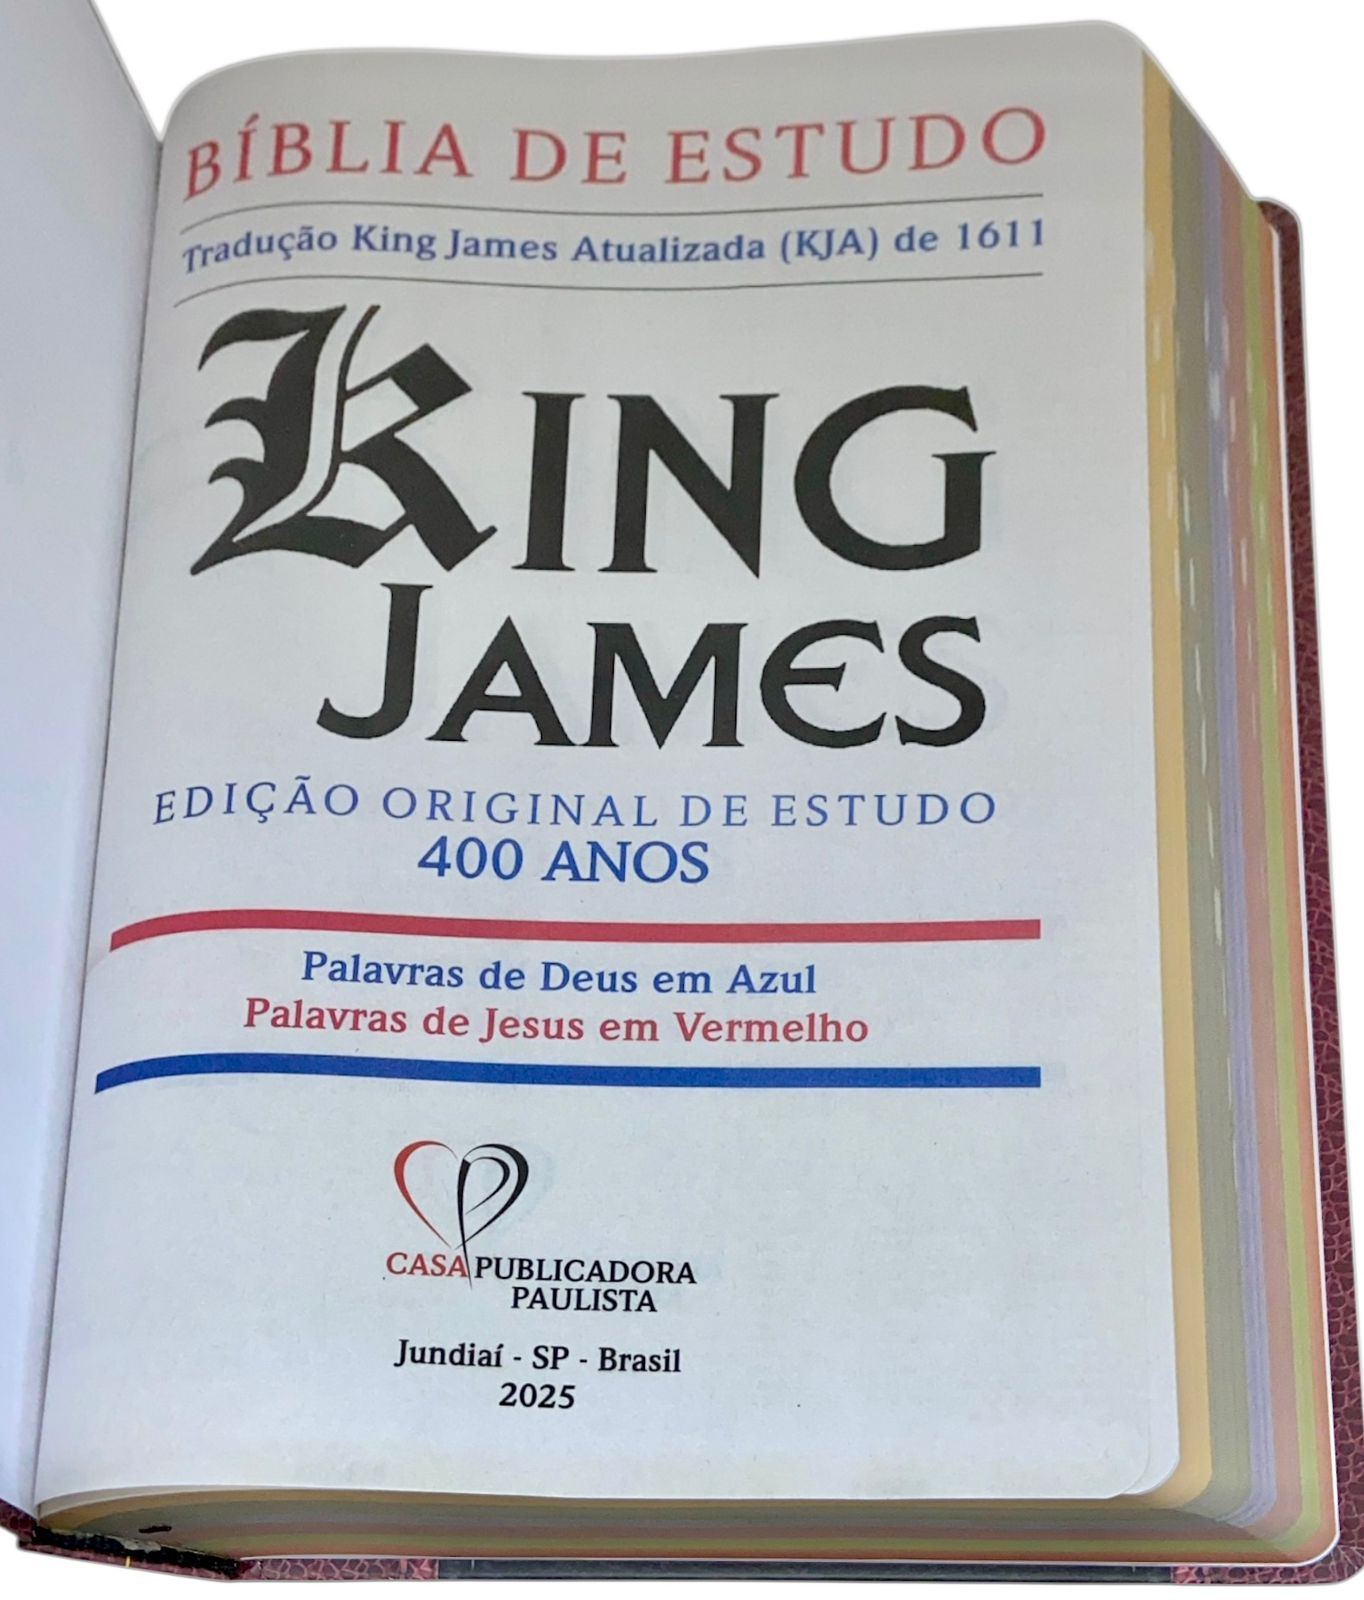 BÍBLIA DE ESTUDO
Tradução King James Atualizada (KJA) de 1611
KING
JAMES
EDIÇÃO ORIGINAL DE ESTUDO
400 ANOS
Palavras de Deus em Azul
Palavras de Jesus em Vermelho
CASA PUBLICADORA
PAULISTA
Jundiaí - SP - Brasil
2025